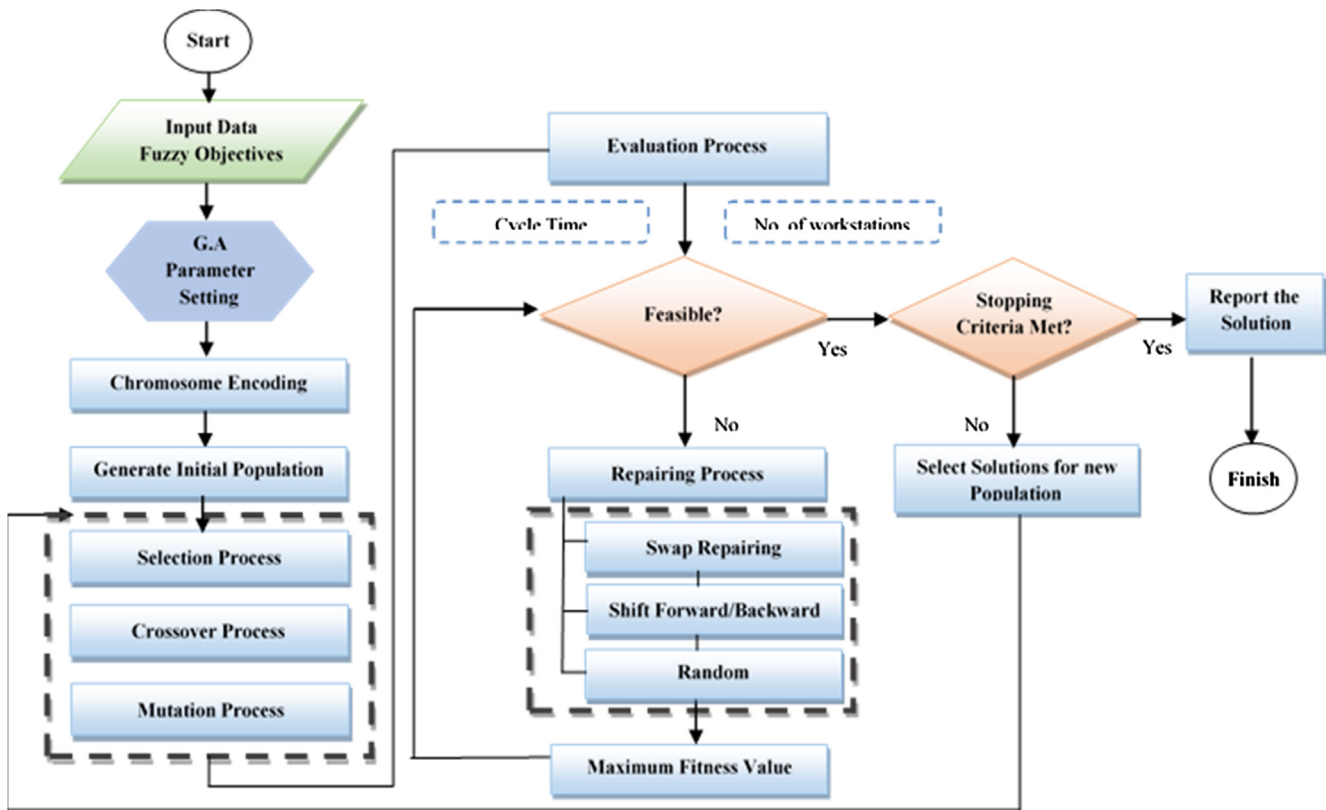 Start
Input Data
Fuzzy Objectives
G.A
Parameter
Setting
Chromosome Encoding
Generate Initial Population
Selection Process
Crossover Process
Mutation Process
Evaluation Process
Cycle Time
No. of workstations
Feasible?
Yes
No
Repairing Process
Swap Repairing
Shift Forward/Backward
Random
Maximum Fitness Value
Stopping
Criteria Met?
Yes
No
Select Solutions for new
Population
Report the
Solution
Finish